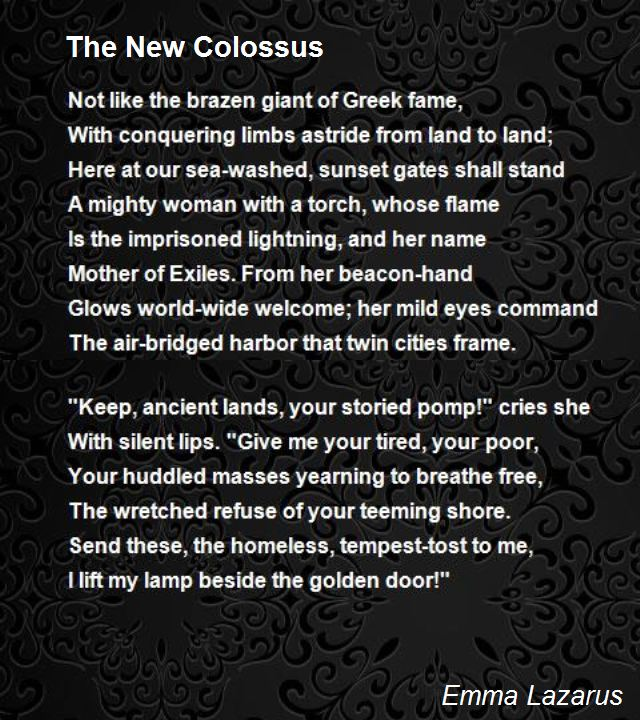 The New Colossus
Not like the brazen giant of Greek fame,
With conquering limbs astride from land to land;
Here at our sea-washed, sunset gates shall stand
A mighty woman with a torch, whose flame
Is the imprisoned lightning, and her name
Mother of Exiles. From her beacon-hand
Glows world-wide welcome; her mild eyes command
The air-bridged harbor that twin cities frame.
"Keep, ancient lands, your storied pomp!" cries she
With silent lips. "Give me your tired, your poor,
Your huddled masses yearning to breathe free,
The wretched refuse of your teeming shore.
Send these, the homeless, tempest-tost to me,
I lift my lamp beside the golden door!"
Emma Lazarus